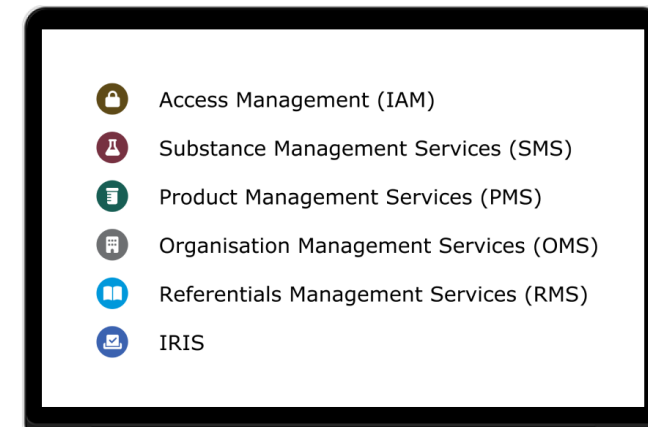 Access Management (IAM)
Substance Management Services (SMS)
Product Management Services (PMS)
Organisation Management Services (OMS)
Referentials Management Services (RMS)
IRIS